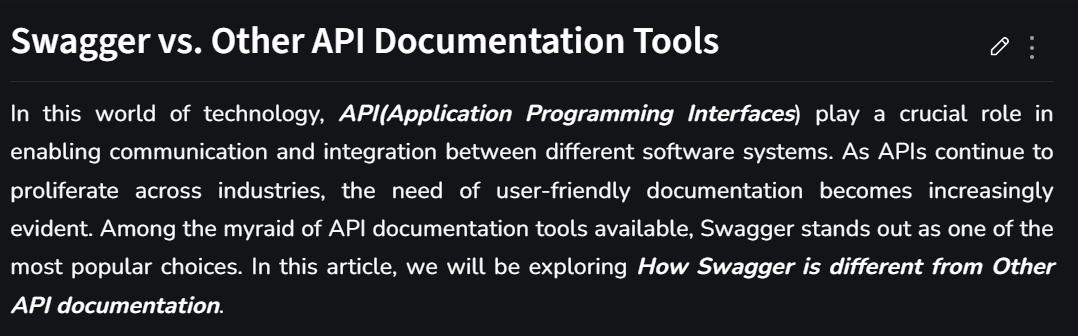 Swagger vs. Other API Documentation Tools
In this world of technology, API(Application Programming Interfaces) play a crucial role in
enabling communication and integration between different software systems. As APIs continue to
proliferate across industries, the need of user-friendly documentation becomes increasingly
evident. Among the myraid of API documentation tools available, Swagger stands out as one of the
most popular choices. In this article, we will be exploring How Swagger is different from Other
API documentation.